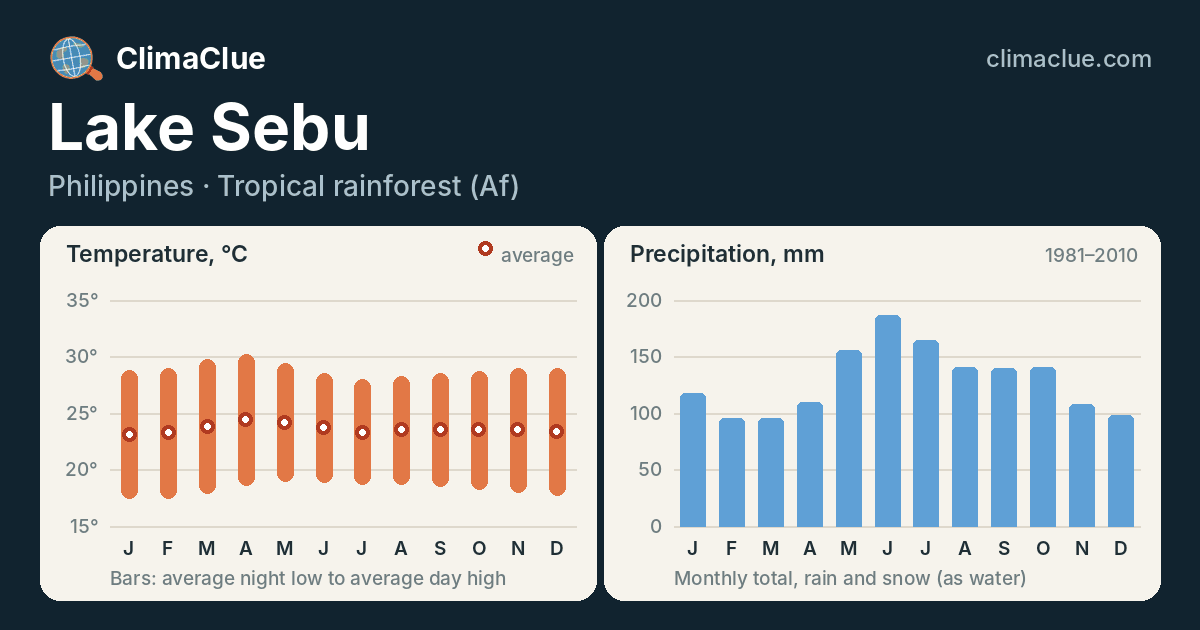 ClimaClue
climaclue.com
Lake Sebu
Philippines · Tropical rainforest (Af)
Temperature, °C
average
35°
30°
25°
20°
15°
J F M A M J J A S O N D
Bars: average night low to average day high
Precipitation, mm
1981–2010
200
150
100
50
0
J F M A M J J A S O N D
Monthly total, rain and snow (as water)